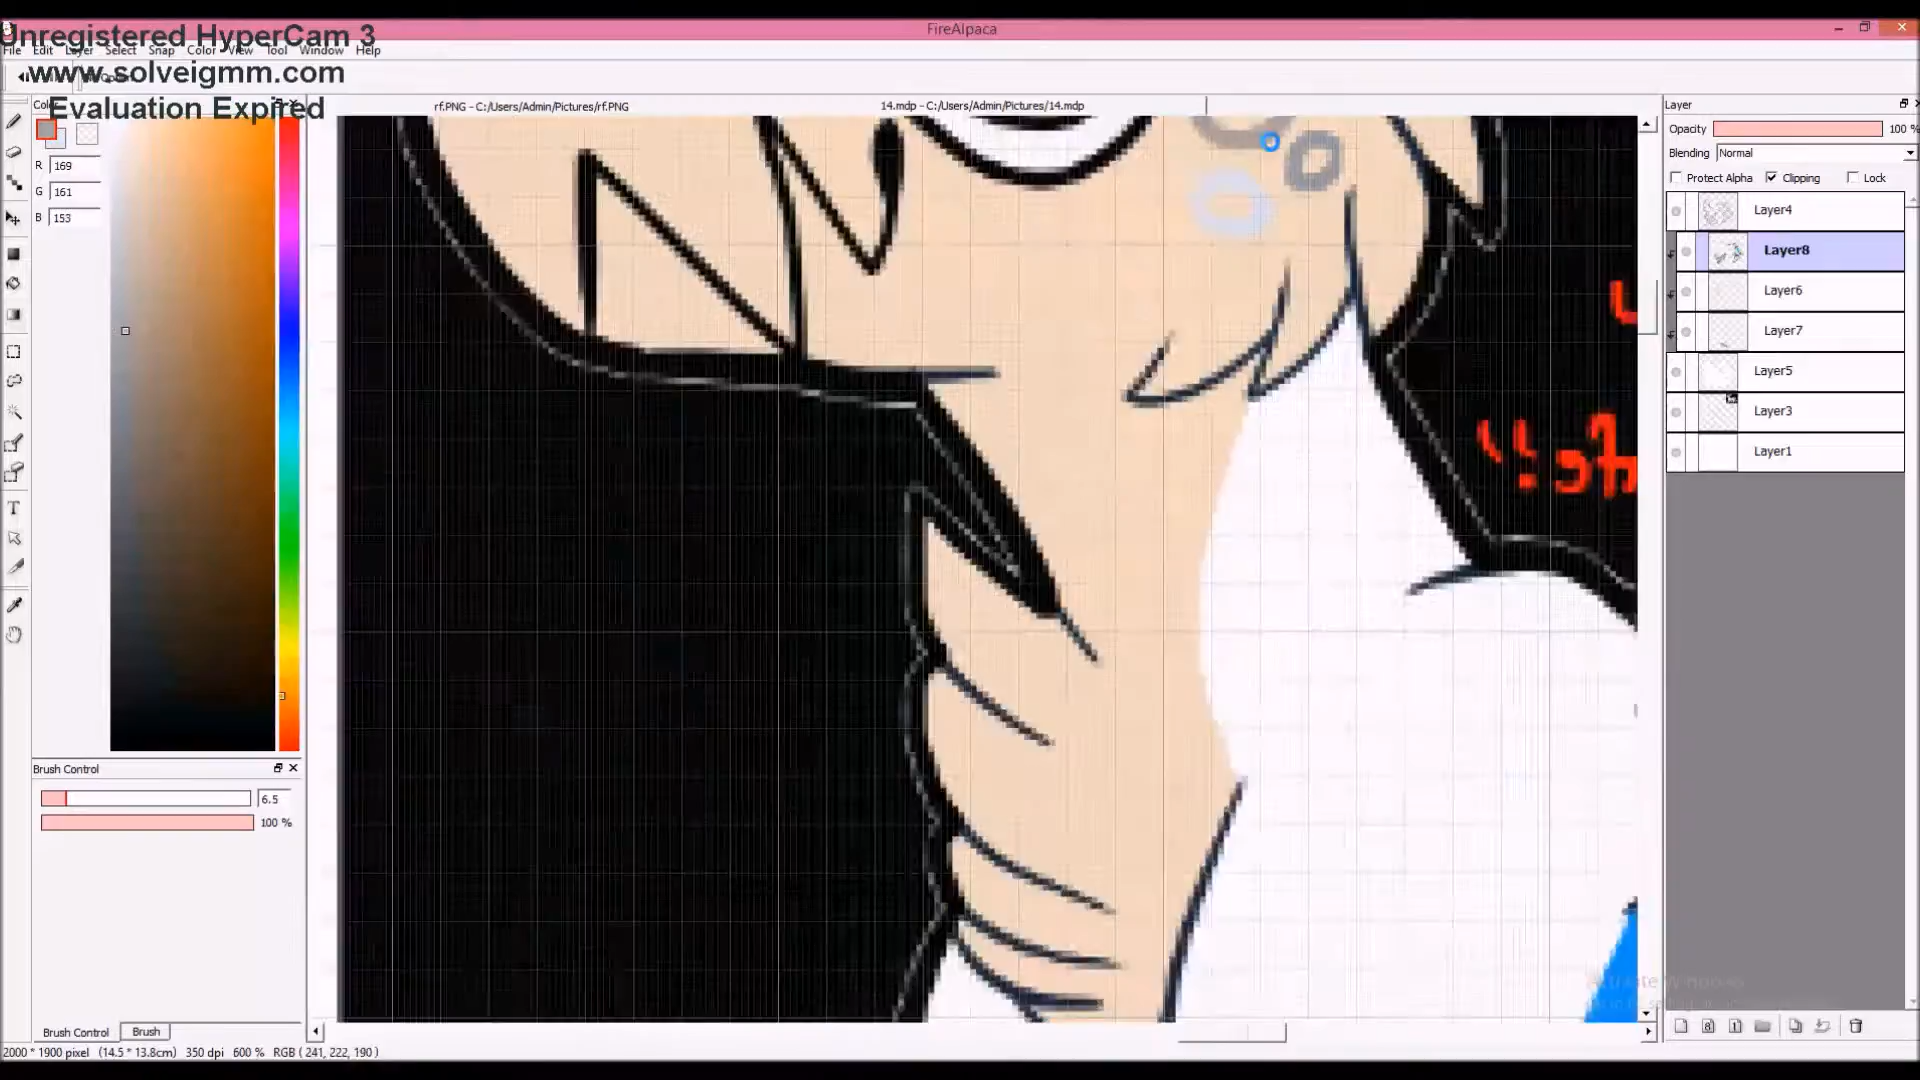 FireAlpaca
Unregistered HyperCam 3
File Edit Layer Select Snap Color View Tool Window Help
www.solveigmm.com
Evaluation Expired
rf.PNG - C:/Users/Admin/Pictures/rf.PNG
14.mdp - C:/Users/Admin/Pictures/14.mdp
R 169
G 161
B 153
Brush Control
6.5
100 %
Brush Control Brush
2000 * 1900 pixel (14.5 * 13.8cm) 350 dpi 600 % RGB ( 241, 222, 190 )
Layer
Opacity 100 %
Blending Normal
Protect Alpha Clipping Lock
Layer4
Layer8
Layer6
Layer7
Layer5
Layer3
Layer1